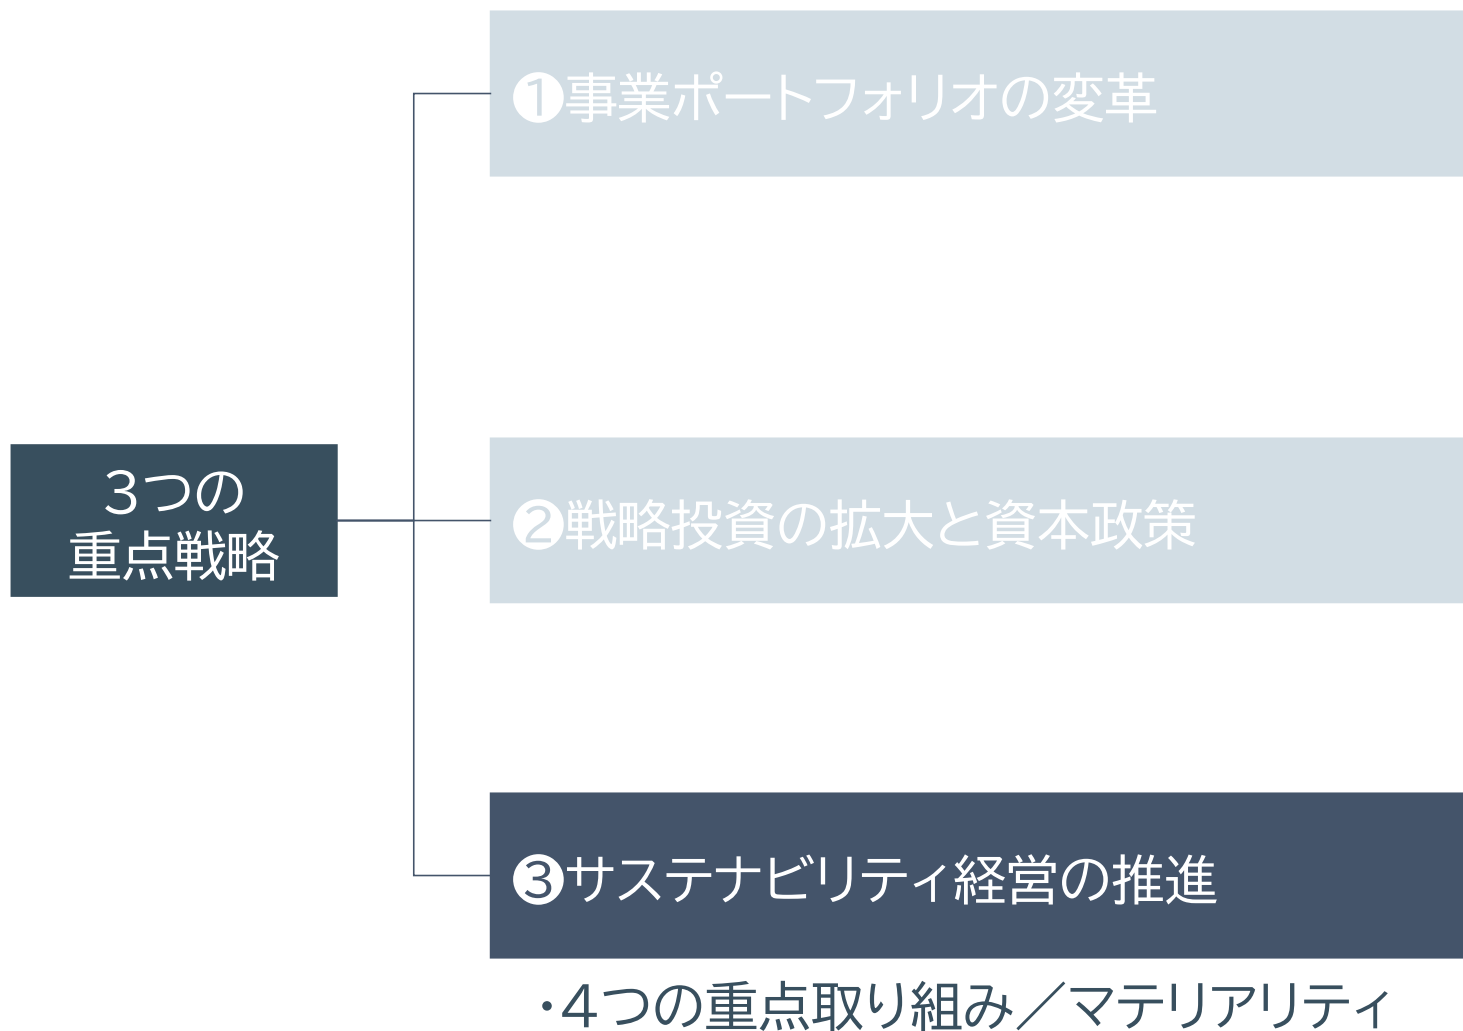 ❶事業ポートフォリオの変革
3つの
重点戦略
❷戦略投資の拡大と資本政策
❸サステナビリティ経営の推進
・4つの重点取り組み／マテリアリティ